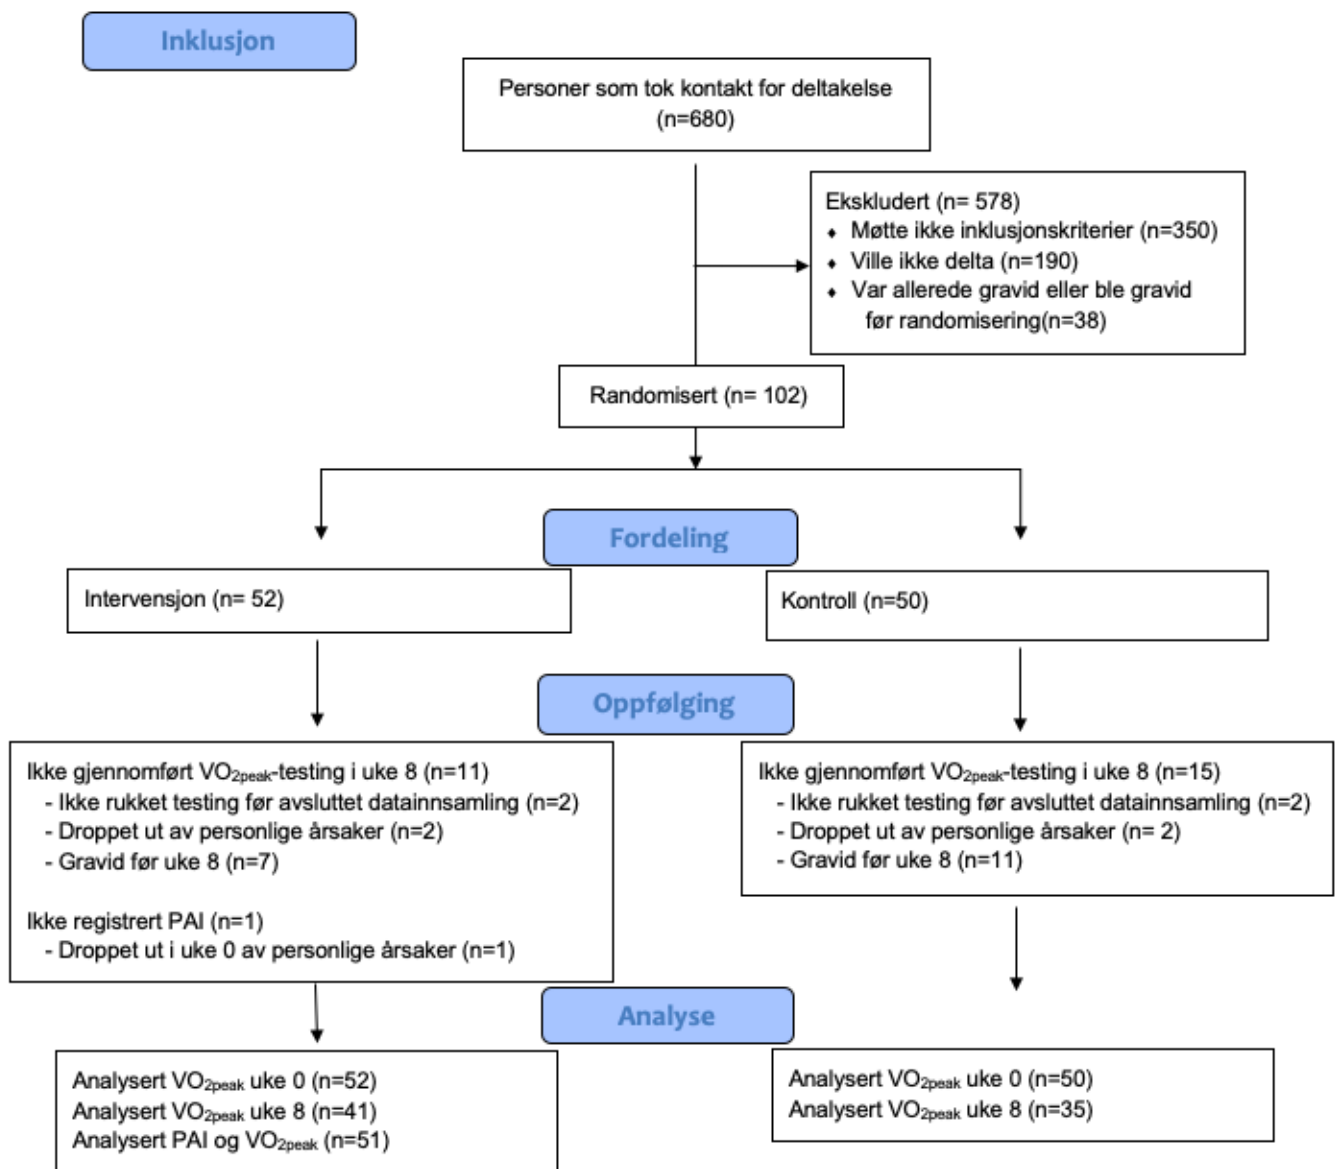 Inklusjon
Personer som tok kontakt for deltakelse
(n=680)
Ekskludert (n= 578)
♦ Møtte ikke inklusjonskriterier (n=350)
♦ Ville ikke delta (n=190)
♦ Var allerede gravid eller ble gravid
før randomisering(n=38)
Randomisert (n= 102)
Fordeling
Intervensjon (n= 52)
Kontroll (n=50)
Oppfølging
Ikke gjennomført VO2peak-testing i uke 8 (n=11)
- Ikke rukket testing før avsluttet datainnsamling (n=2)
- Droppet ut av personlige årsaker (n=2)
- Gravid før uke 8 (n=7)
Ikke registrert PAI (n=1)
- Droppet ut i uke 0 av personlige årsaker (n=1)
Ikke gjennomført VO2peak-testing i uke 8 (n=15)
- Ikke rukket testing før avsluttet datainnsamling (n=2)
- Droppet ut av personlige årsaker (n= 2)
- Gravid før uke 8 (n=11)
Analyse
Analysert VO2peak uke 0 (n=52)
Analysert VO2peak uke 8 (n=41)
Analysert PAI og VO2peak (n=51)
Analysert VO2peak uke 0 (n=50)
Analysert VO2peak uke 8 (n=35)